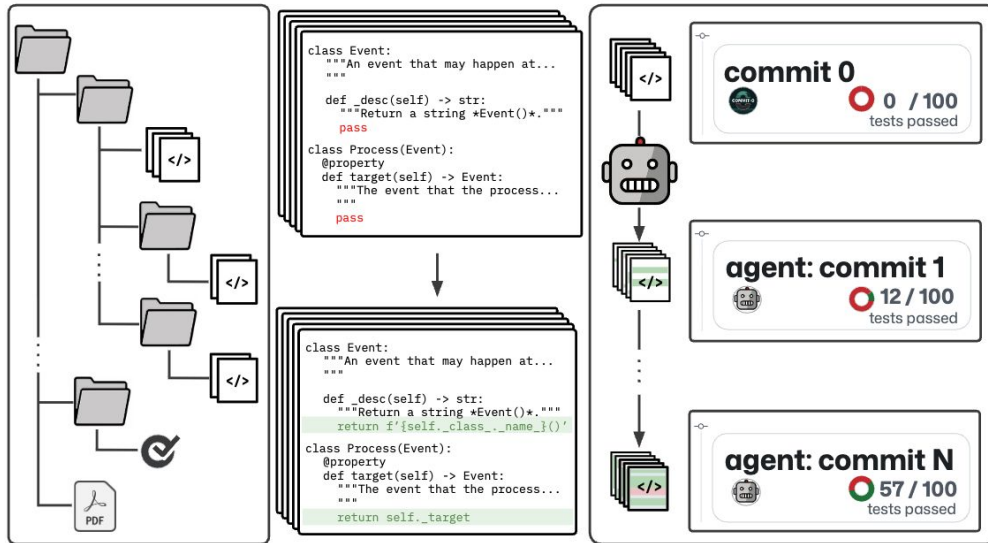 </>
</>
</>
PDF
class Event:
"""An event that may happen at...
"""
def _desc(self) -> str:
"""Return a string *Event()*."""
pass
class Process(Event):
@property
def target(self) -> Event:
"""The event that the process...
"""
pass
class Event:
"""An event that may happen at...
"""
def _desc(self) -> str:
"""Return a string *Event()*."""
return f'{self._class_._name_}()'
class Process(Event):
@property
def target(self) -> Event:
"""The event that the process...
"""
return self._target
</>
</>
</>
commit 0
COMMIT-0
0 / 100
tests passed
agent: commit 1
12 / 100
tests passed
agent: commit N
57 / 100
tests passed